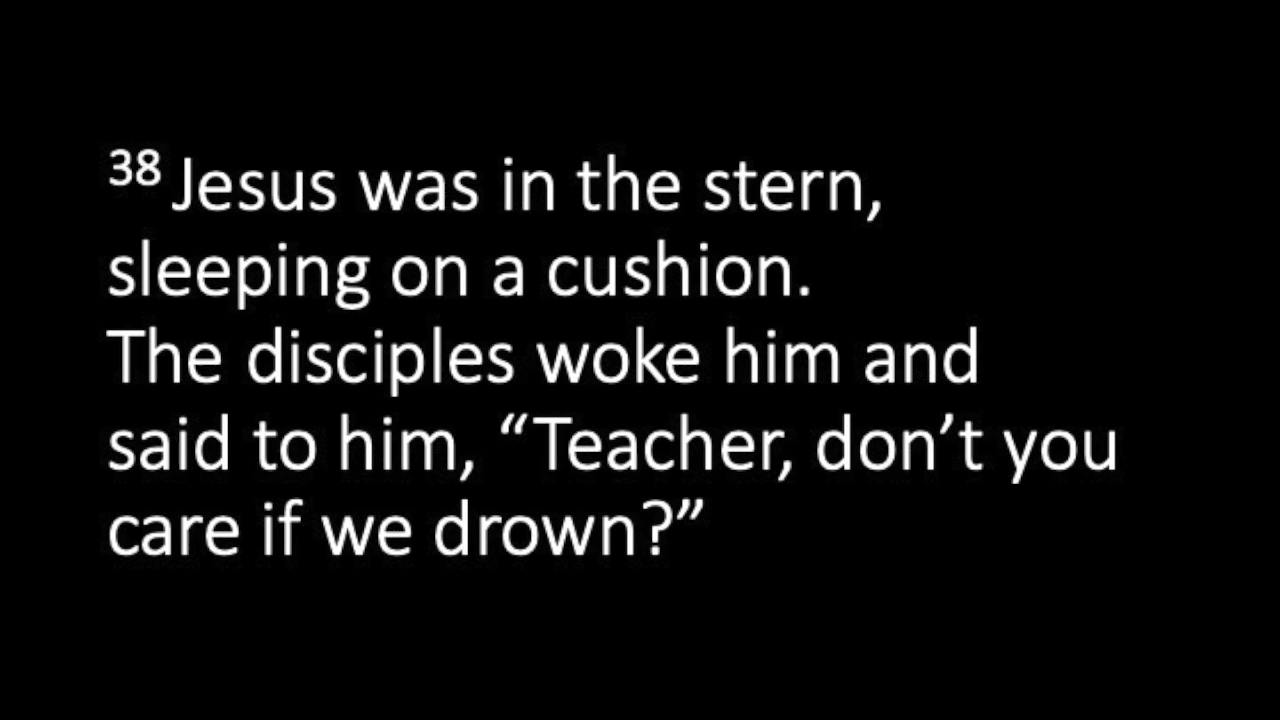 ³⁸ Jesus was in the stern,
sleeping on a cushion.
The disciples woke him and
said to him, “Teacher, don’t you
care if we drown?”